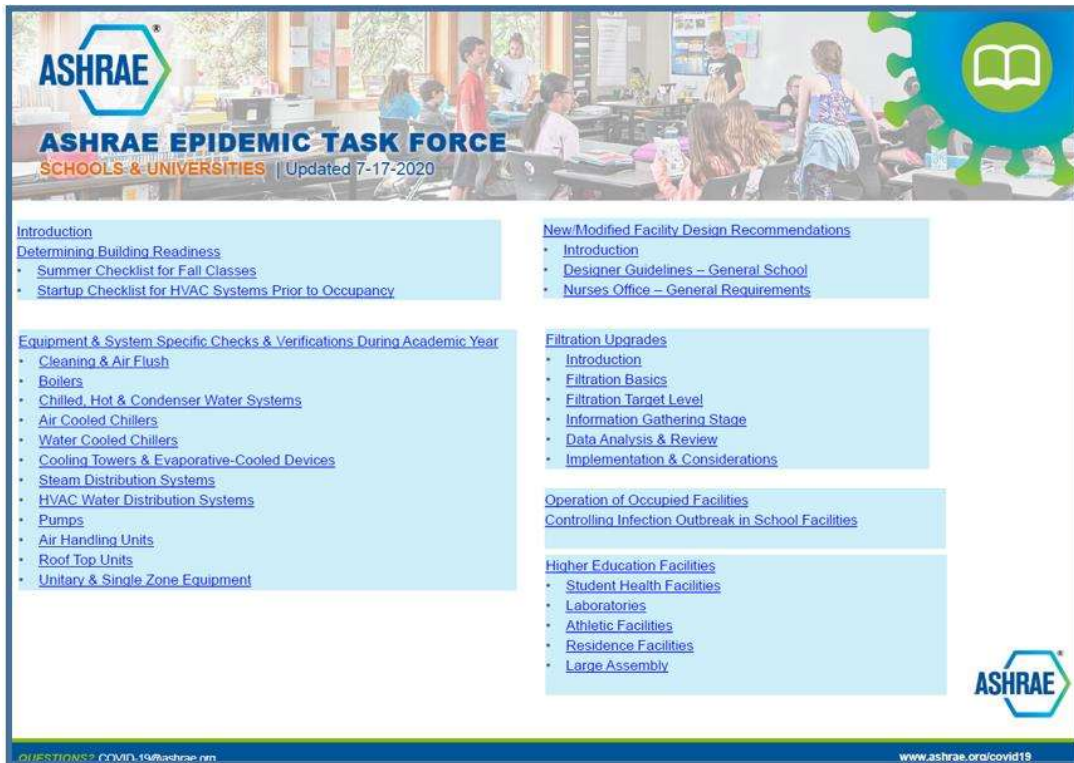 ASHRAE®
ASHRAE EPIDEMIC TASK FORCE
SCHOOLS & UNIVERSITIES | Updated 7-17-2020
Introduction
Determining Building Readiness
• Summer Checklist for Fall Classes
• Startup Checklist for HVAC Systems Prior to Occupancy
Equipment & System Specific Checks & Verifications During Academic Year
• Cleaning & Air Flush
• Boilers
• Chilled, Hot & Condenser Water Systems
• Air Cooled Chillers
• Water Cooled Chillers
• Cooling Towers & Evaporative-Cooled Devices
• Steam Distribution Systems
• HVAC Water Distribution Systems
• Pumps
• Air Handling Units
• Roof Top Units
• Unitary & Single Zone Equipment
New/Modified Facility Design Recommendations
• Introduction
• Designer Guidelines – General School
• Nurses Office – General Requirements
Filtration Upgrades
• Introduction
• Filtration Basics
• Filtration Target Level
• Information Gathering Stage
• Data Analysis & Review
• Implementation & Considerations
Operation of Occupied Facilities
Controlling Infection Outbreak in School Facilities
Higher Education Facilities
• Student Health Facilities
• Laboratories
• Athletic Facilities
• Residence Facilities
• Large Assembly
ASHRAE
QUESTIONS? COVID-19@ashrae.org
www.ashrae.org/covid19